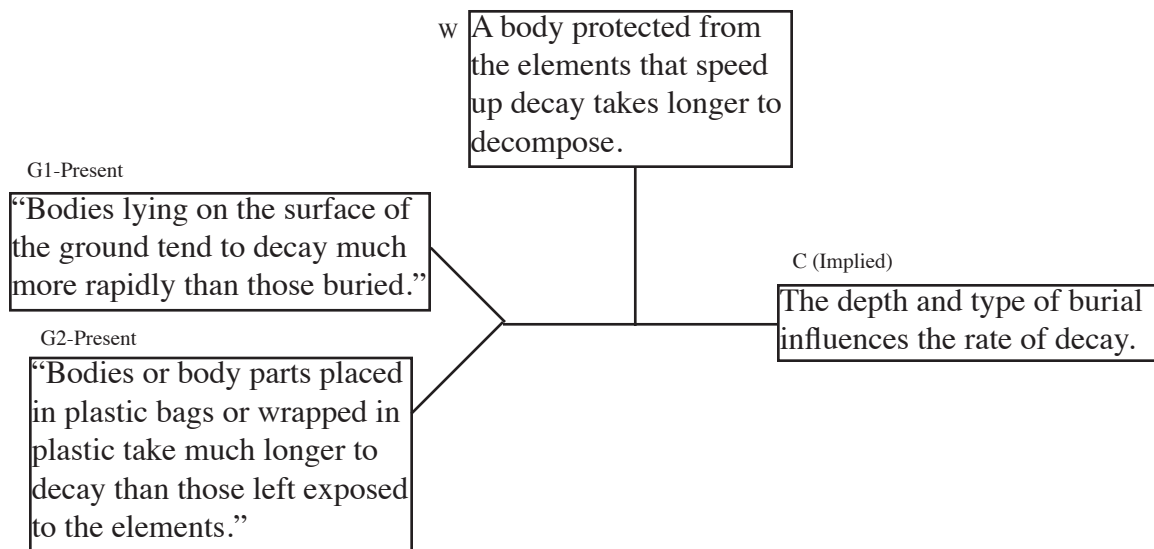 W
A body protected from
the elements that speed
up decay takes longer to
decompose.
G1-Present
“Bodies lying on the surface of
the ground tend to decay much
more rapidly than those buried.”
G2-Present
“Bodies or body parts placed
in plastic bags or wrapped in
plastic take much longer to
decay than those left exposed
to the elements.”
C (Implied)
The depth and type of burial
influences the rate of decay.